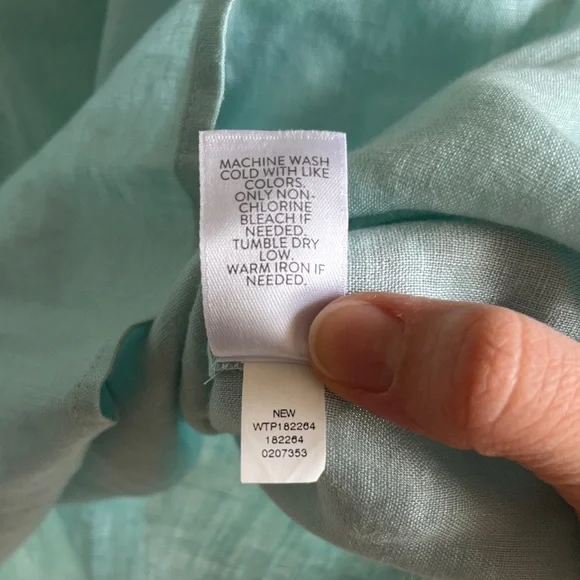 MACHINE WASH
COLD WITH LIKE
COLORS.
ONLY NON-
CHLORINE
BLEACH IF
NEEDED.
TUMBLE DRY
LOW.
WARM IRON IF
NEEDED.
NEW
WTP182264
182264
0207353